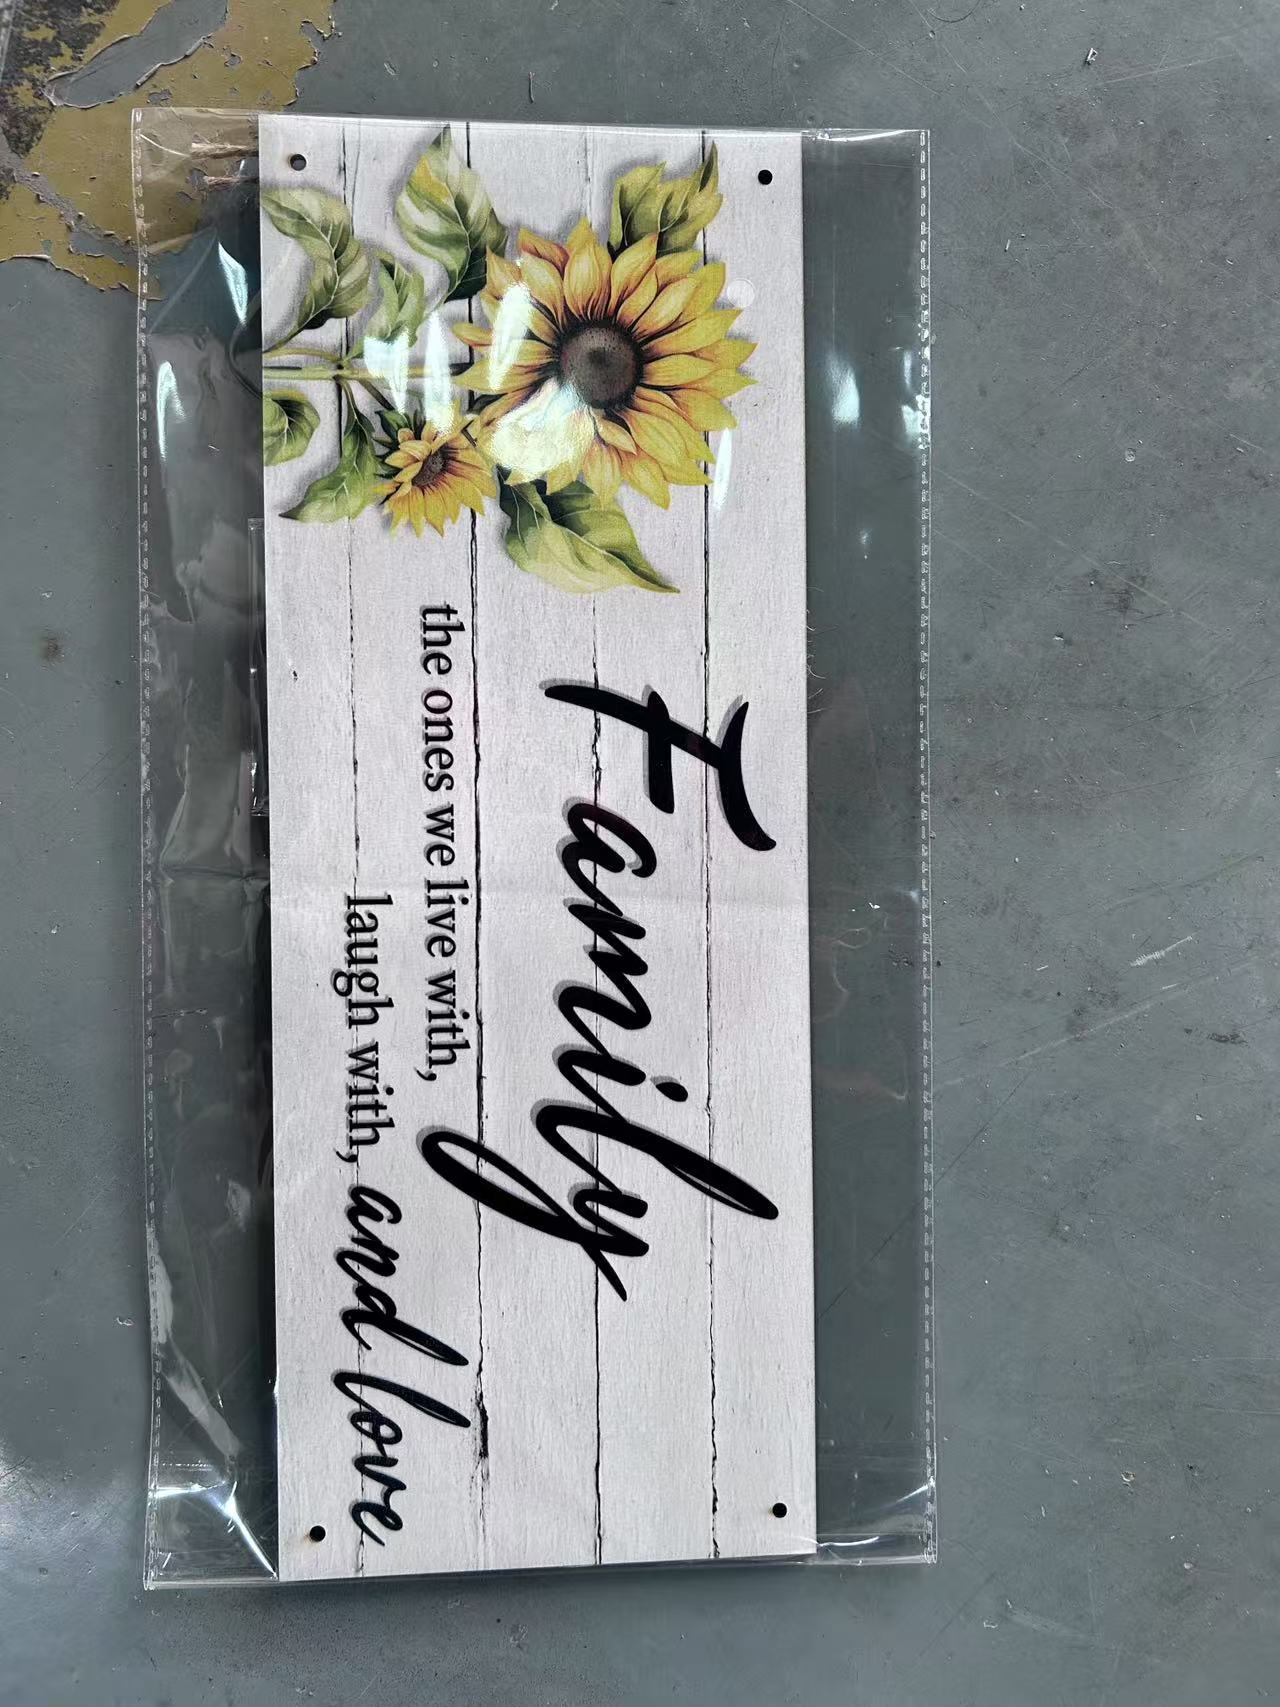 Family
the ones we live with,
laugh with, and love